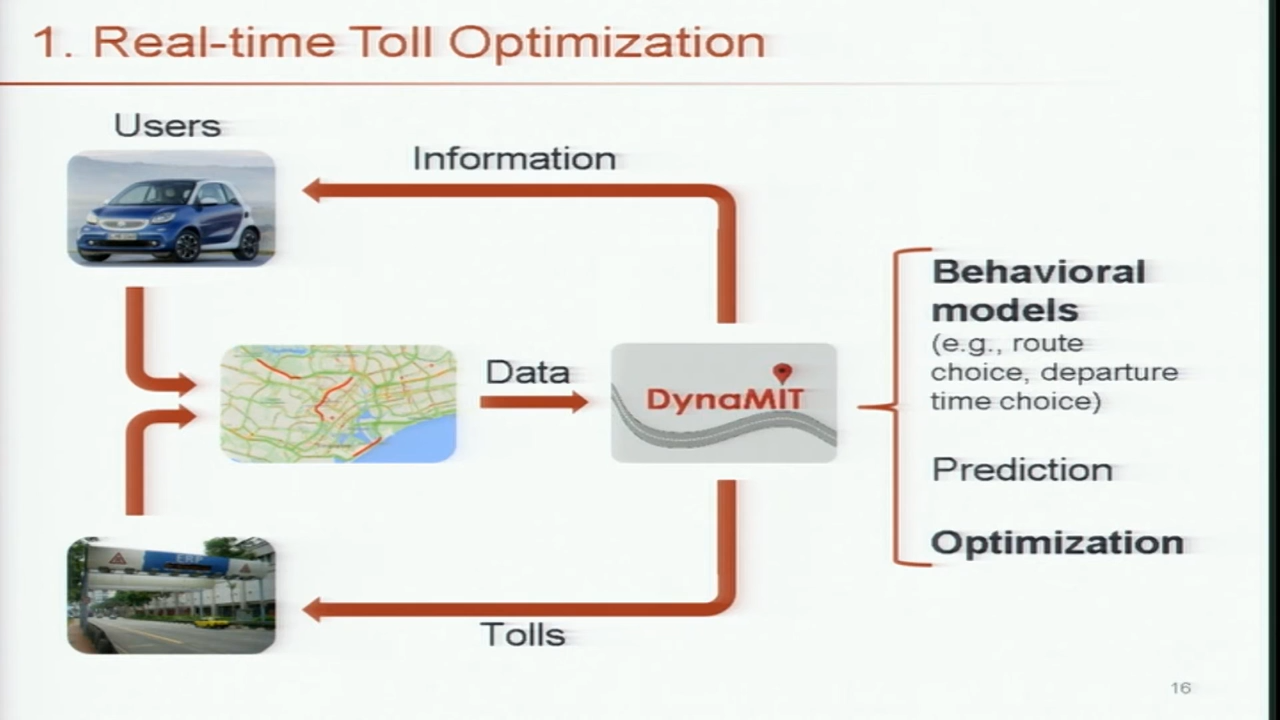 1. Real-time Toll Optimization
Users
Information
Behavioral
models
(e.g., route
choice, departure
time choice)
Data
DynaMIT
Prediction
Optimization
ERP
Tolls
16